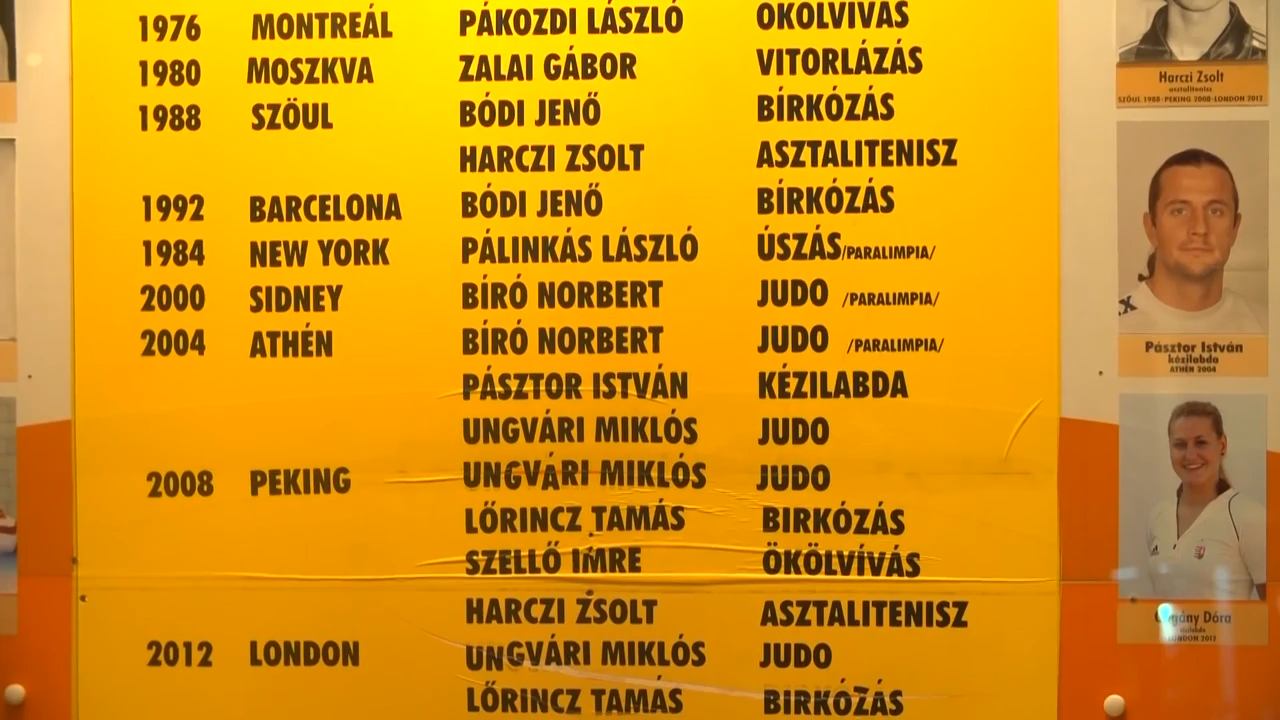 1976 MONTREÁL PÁKOZDI LÁSZLÓ ÖKÖLVÍVÁS
1980 MOSZKVA ZALAI GÁBOR VITORLÁZÁS
1988 SZÖUL BÓDI JENŐ BÍRKÓZÁS
HARCZI ZSOLT ASZTALITENISZ
1992 BARCELONA BÓDI JENŐ BÍRKÓZÁS
1984 NEW YORK PÁLINKÁS LÁSZLÓ ÚSZÁS/PARALIMPIA/
2000 SIDNEY BÍRÓ NORBERT JUDO /PARALIMPIA/
2004 ATHÉN BÍRÓ NORBERT JUDO /PARALIMPIA/
PÁSZTOR ISTVÁN KÉZILABDA
UNGVÁRI MIKLÓS JUDO
2008 PEKING UNGVÁRI MIKLÓS JUDO
LŐRINCZ TAMÁS BIRKÓZÁS
SZELLŐ IMRE ÖKÖLVÍVÁS
HARCZI ZSOLT ASZTALITENISZ
2012 LONDON UNGVÁRI MIKLÓS JUDO
LŐRINCZ TAMÁS BIRKÓZÁS
Harczi Zsolt
asztalitenisz
SZÖUL 1988-PEKING 2008-LONDON 2012
Pásztor István
kézilabda
ATHÉN 2004
Dóra
LONDON 2012